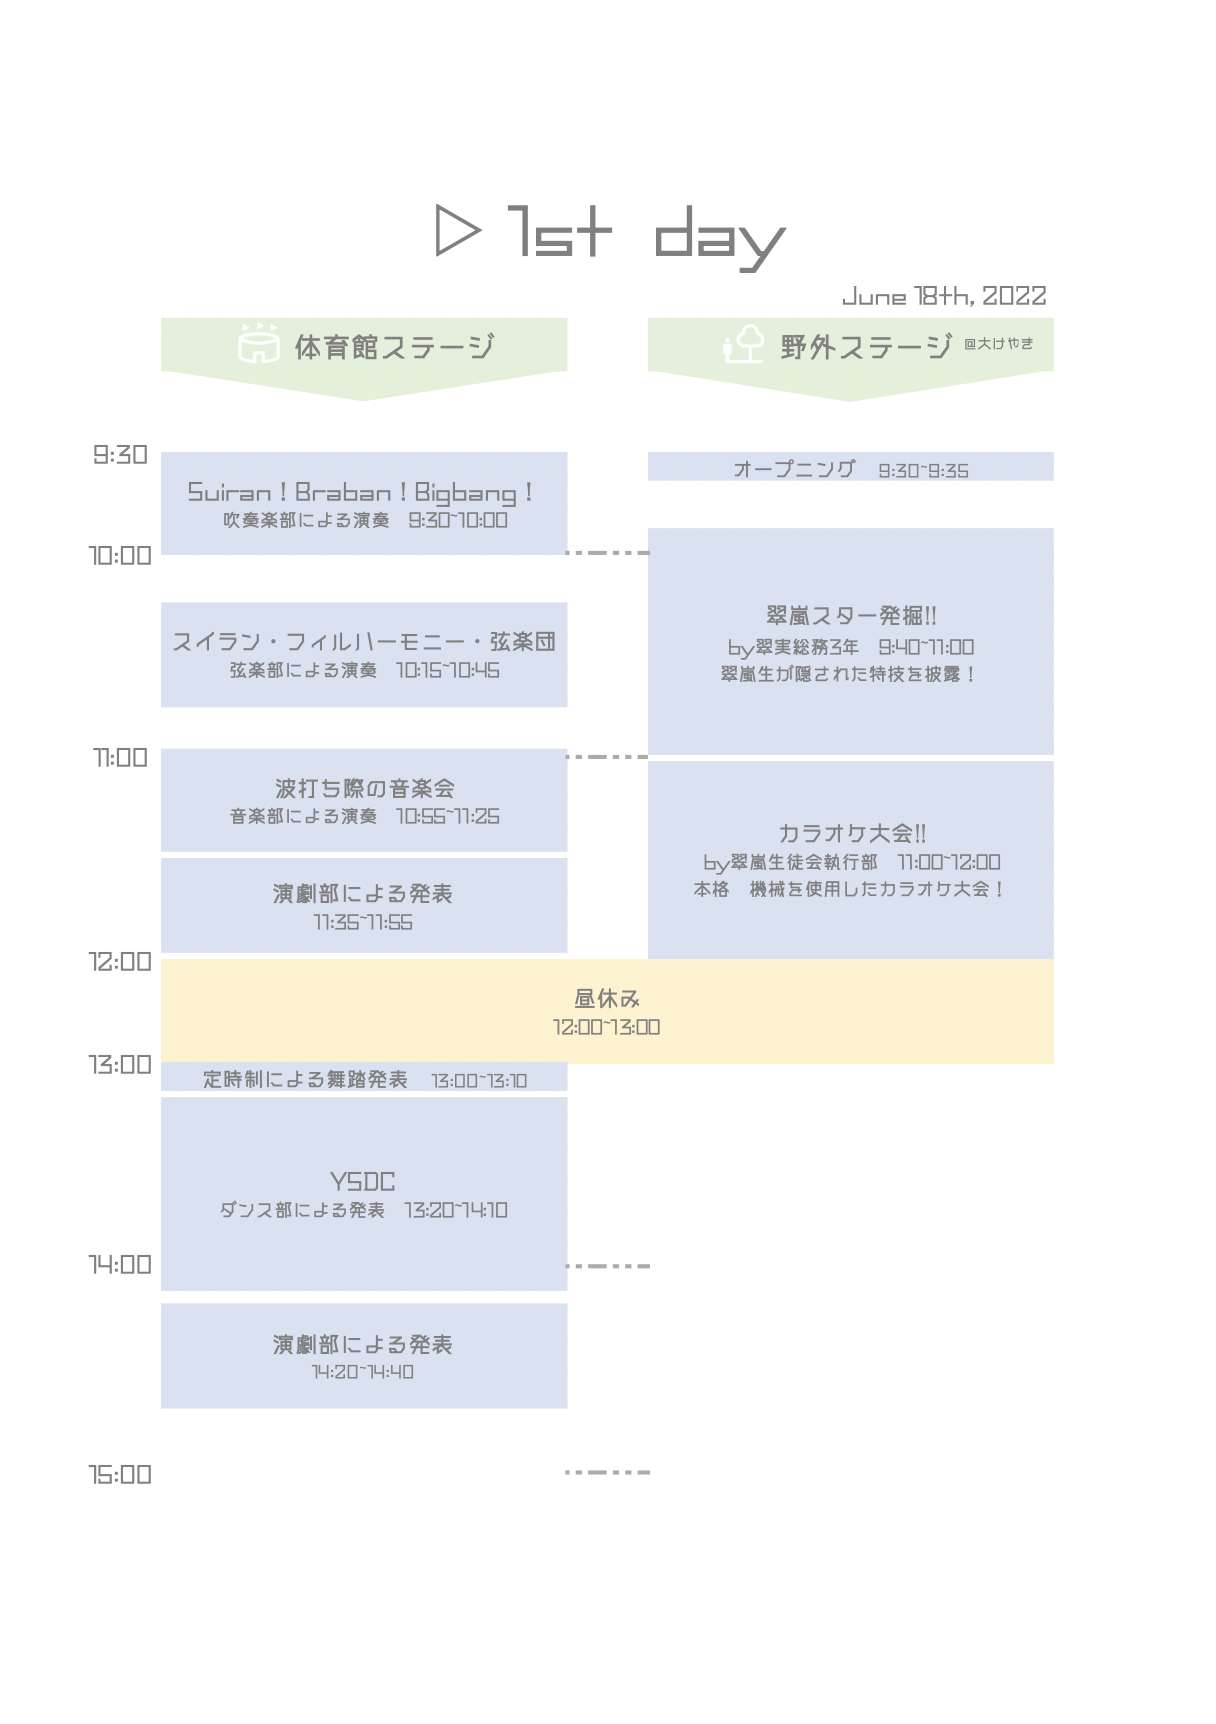 1st day
June 18th, 2022
体育館ステージ
野外ステージ @大けやき
9:30
Suiran！Braban！Bigbang！
吹奏楽部による演奏 9:30~10:00
オープニング 9:30~9:35
10:00
スイラン・フィルハーモニー・弦楽団
弦楽部による演奏 10:15~10:45
翠嵐スター発掘!!
by翠実総務3年 9:40~11:00
翠嵐生が隠された特技を披露！
11:00
波打ち際の音楽会
音楽部による演奏 10:55~11:25
演劇部による発表
11:35~11:55
カラオケ大会!!
by翠嵐生徒会執行部 11:00~12:00
本格 機械を使用したカラオケ大会！
12:00
昼休み
12:00~13:00
13:00
定時制による舞踏発表 13:00~13:10
YSDC
ダンス部による発表 13:20~14:10
14:00
演劇部による発表
14:20~14:40
15:00